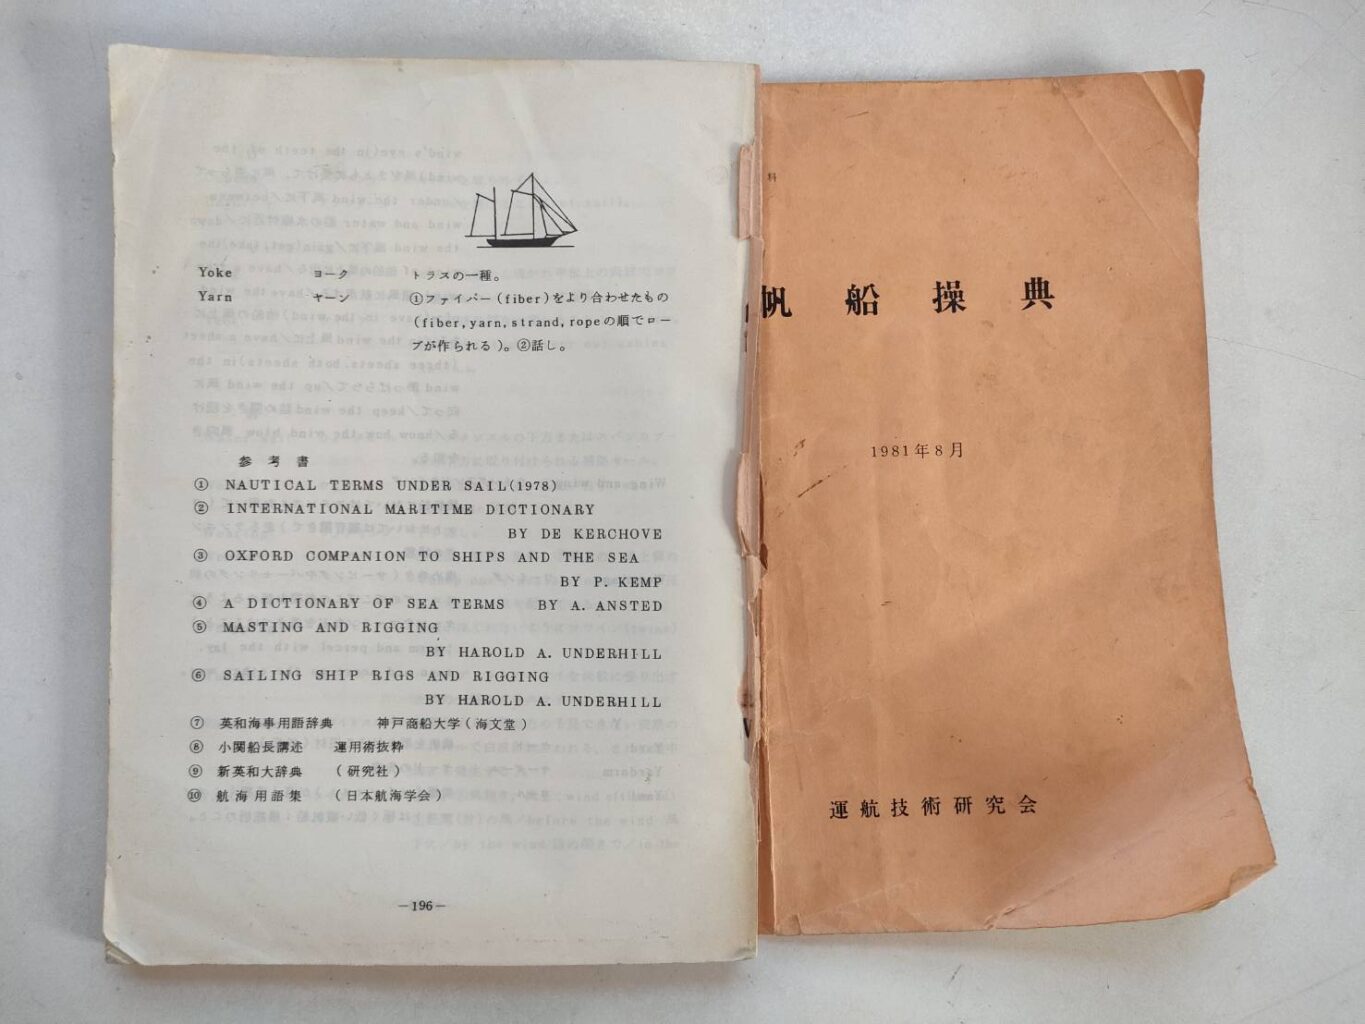 Yoke ヨーク トラスの一種。
Yarn ヤーン ①ファイバー(fiber)をより合わせたもの
(fiber, yarn, strand, ropeの順でロー
プが作られる)。②話し。
参考書
① NAUTICAL TERMS UNDER SAIL(1978)
② INTERNATIONAL MARITIME DICTIONARY
BY DE KERCHOVE
③ OXFORD COMPANION TO SHIPS AND THE SEA
BY P. KEMP
④ A DICTIONARY OF SEA TERMS BY A. ANSTED
⑤ MASTING AND RIGGING
BY HAROLD A. UNDERHILL
⑥ SAILING SHIP RIGS AND RIGGING
BY HAROLD A. UNDERHILL
⑦ 英和海事用語辞典 神戸商船大学(海文堂)
⑧ 小関船長講述 運用術抜粋
⑨ 新英和大辞典 (研究社)
⑩ 航海用語集 (日本航海学会)
—196—
料
帆船操典
1981年8月
運航技術研究会